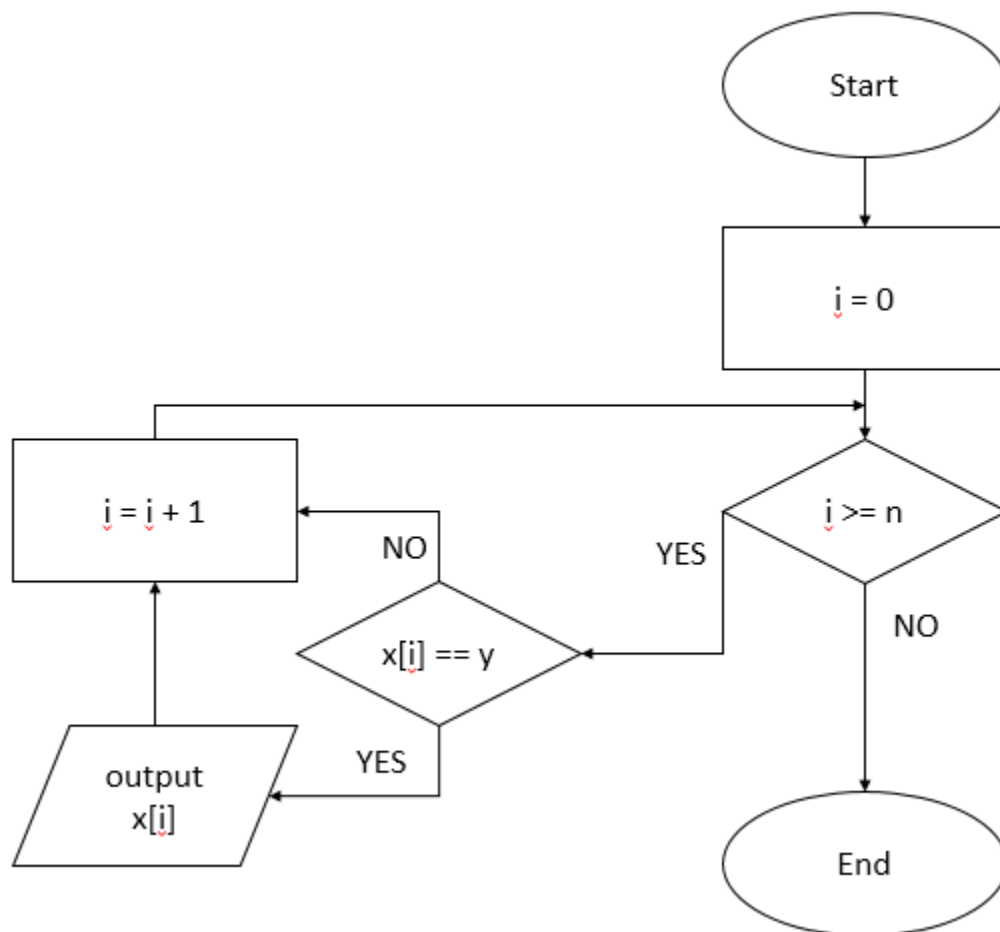 Start
i = 0
i >= n
YES
NO
x[i] == y
NO
YES
i = i + 1
output
x[i]
End